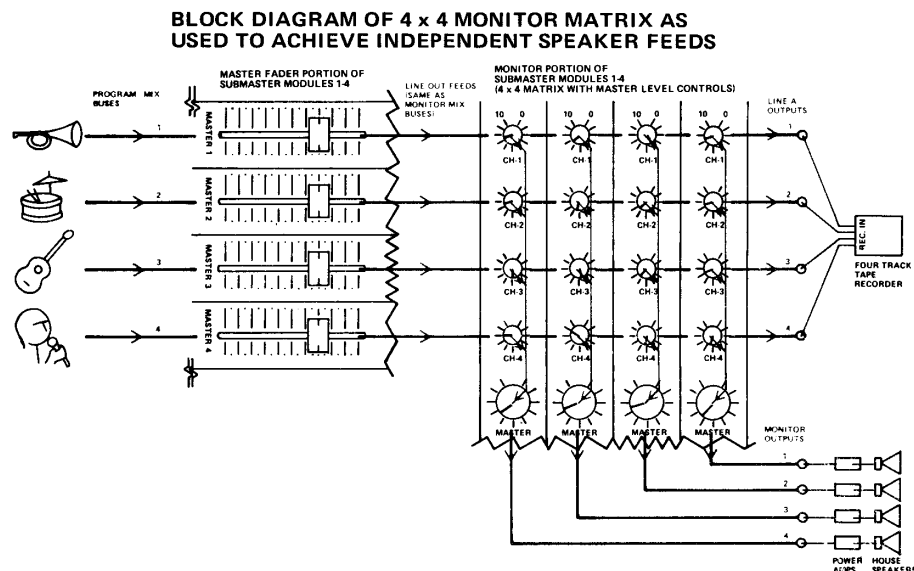 BLOCK DIAGRAM OF 4 x 4 MONITOR MATRIX AS
USED TO ACHIEVE INDEPENDENT SPEAKER FEEDS
PROGRAM MIX
BUSES
MASTER FADER PORTION OF
SUBMASTER MODULES 1-4
LINE OUT FEEDS
(SAME AS
MONITOR MIX
BUSES)
MONITOR PORTION OF
SUBMASTER MODULES 1-4
(4 x 4 MATRIX WITH MASTER LEVEL CONTROLS)
LINE A
OUTPUTS
10 0 10 0 10 0 10 0
1 MASTER 1 1
CH-1 CH-1 CH-1 CH-1
2 MASTER 2 2
CH-2 CH-2 CH-2 CH-2
REC. IN
FOUR TRACK
TAPE
RECORDER
3 MASTER 3 3
CH-3 CH-3 CH-3 CH-3
4 MASTER 4 4
CH-4 CH-4 CH-4 CH-4
MASTER MASTER MASTER MASTER
MONITOR
OUTPUTS
1
2
3
4
POWER
AMPS
HOUSE
SPEAKERS